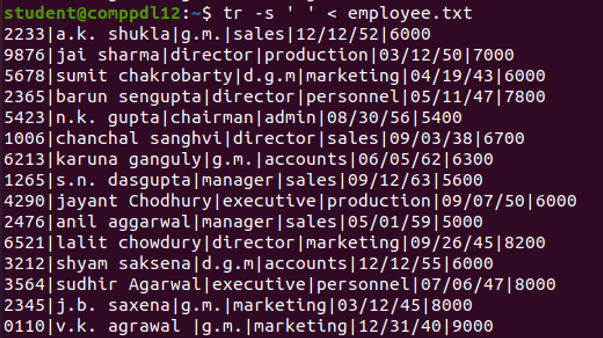 student@comppdl12:~$ tr -s ' ' < employee.txt
2233|a.k. shukla|g.m.|sales|12/12/52|6000
9876|jai sharma|director|production|03/12/50|7000
5678|sumit chakrobarty|d.g.m|marketing|04/19/43|6000
2365|barun sengupta|director|personnel|05/11/47|7800
5423|n.k. gupta|chairman|admin|08/30/56|5400
1006|chanchal sanghvi|director|sales|09/03/38|6700
6213|karuna ganguly|g.m.|accounts|06/05/62|6300
1265|s.n. dasgupta|manager|sales|09/12/63|5600
4290|jayant Chodhury|executive|production|09/07/50|6000
2476|anil aggarwal|manager|sales|05/01/59|5000
6521|lalit chowdury|director|marketing|09/26/45|8200
3212|shyam saksena|d.g.m|accounts|12/12/55|6000
3564|sudhir Agarwal|executive|personnel|07/06/47|8000
2345|j.b. saxena|g.m.|marketing|03/12/45|8000
0110|v.k. agrawal |g.m.|marketing|12/31/40|9000